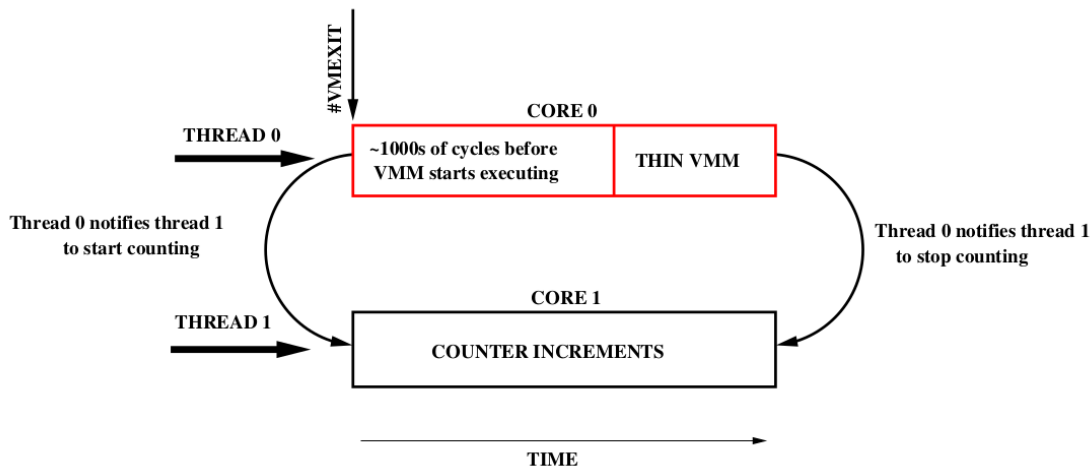 #VMEXIT
CORE 0
THREAD 0
~1000s of cycles before
VMM starts executing
THIN VMM
Thread 0 notifies thread 1
to start counting
Thread 0 notifies thread 1
to stop counting
CORE 1
THREAD 1
COUNTER INCREMENTS
TIME